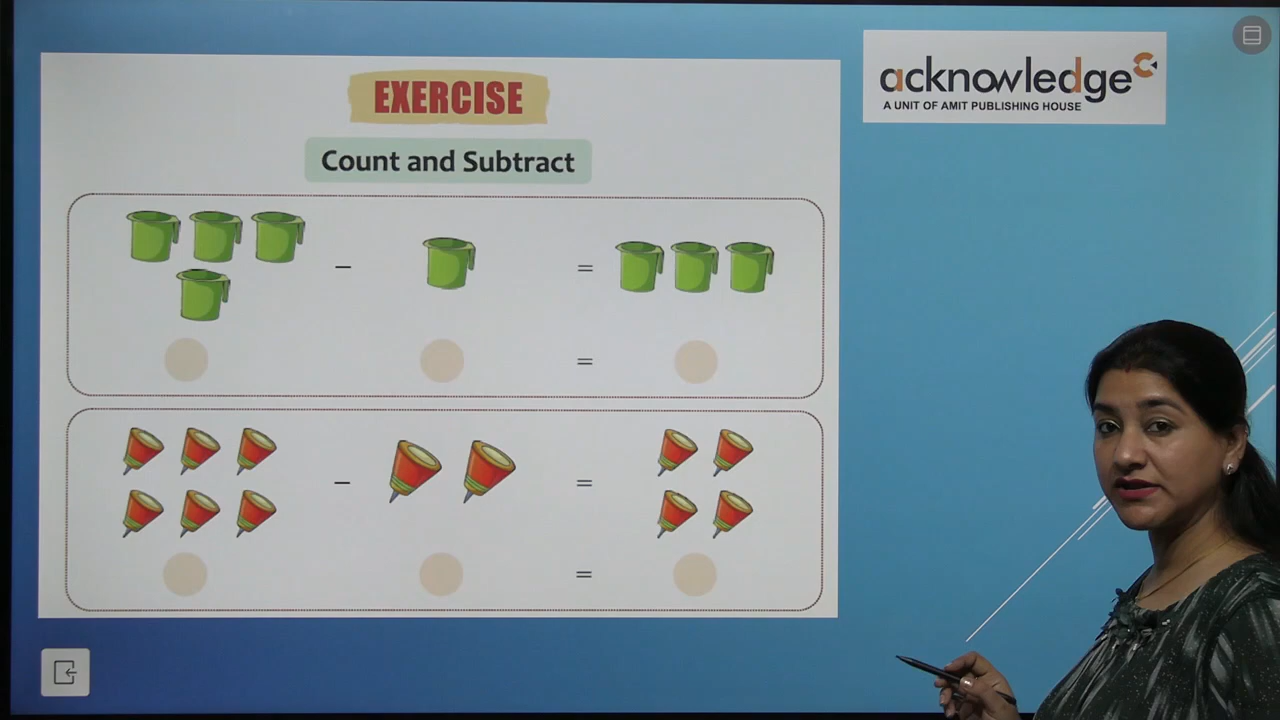 acknowledge
A UNIT OF AMIT PUBLISHING HOUSE
EXERCISE
Count and Subtract
−
=
=
−
=
=